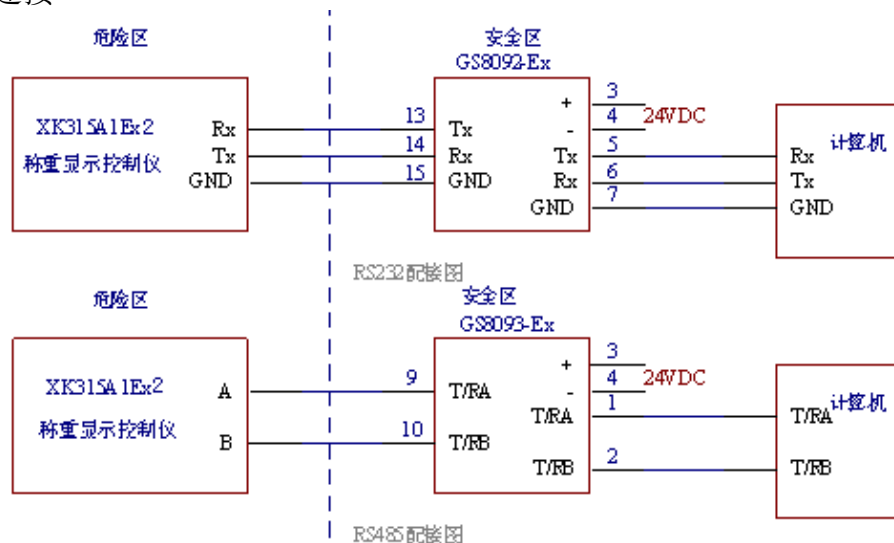 连接
危险区
安全区
GS8092-Ex
XK315A1Ex2
称重显示控制仪
Rx
Tx
GND
13
14
15
Tx
Rx
GND
+
-
Tx
Rx
GND
3
4
5
6
7
24VDC
计算机
Rx
Tx
GND
RS232配接图
危险区
安全区
GS8093-Ex
XK315A1Ex2
称重显示控制仪
A
B
9
10
T/RA
T/RB
+
-
T/RA
T/RB
3
4
1
2
24VDC
计算机
T/RA
T/RB
RS485配接图